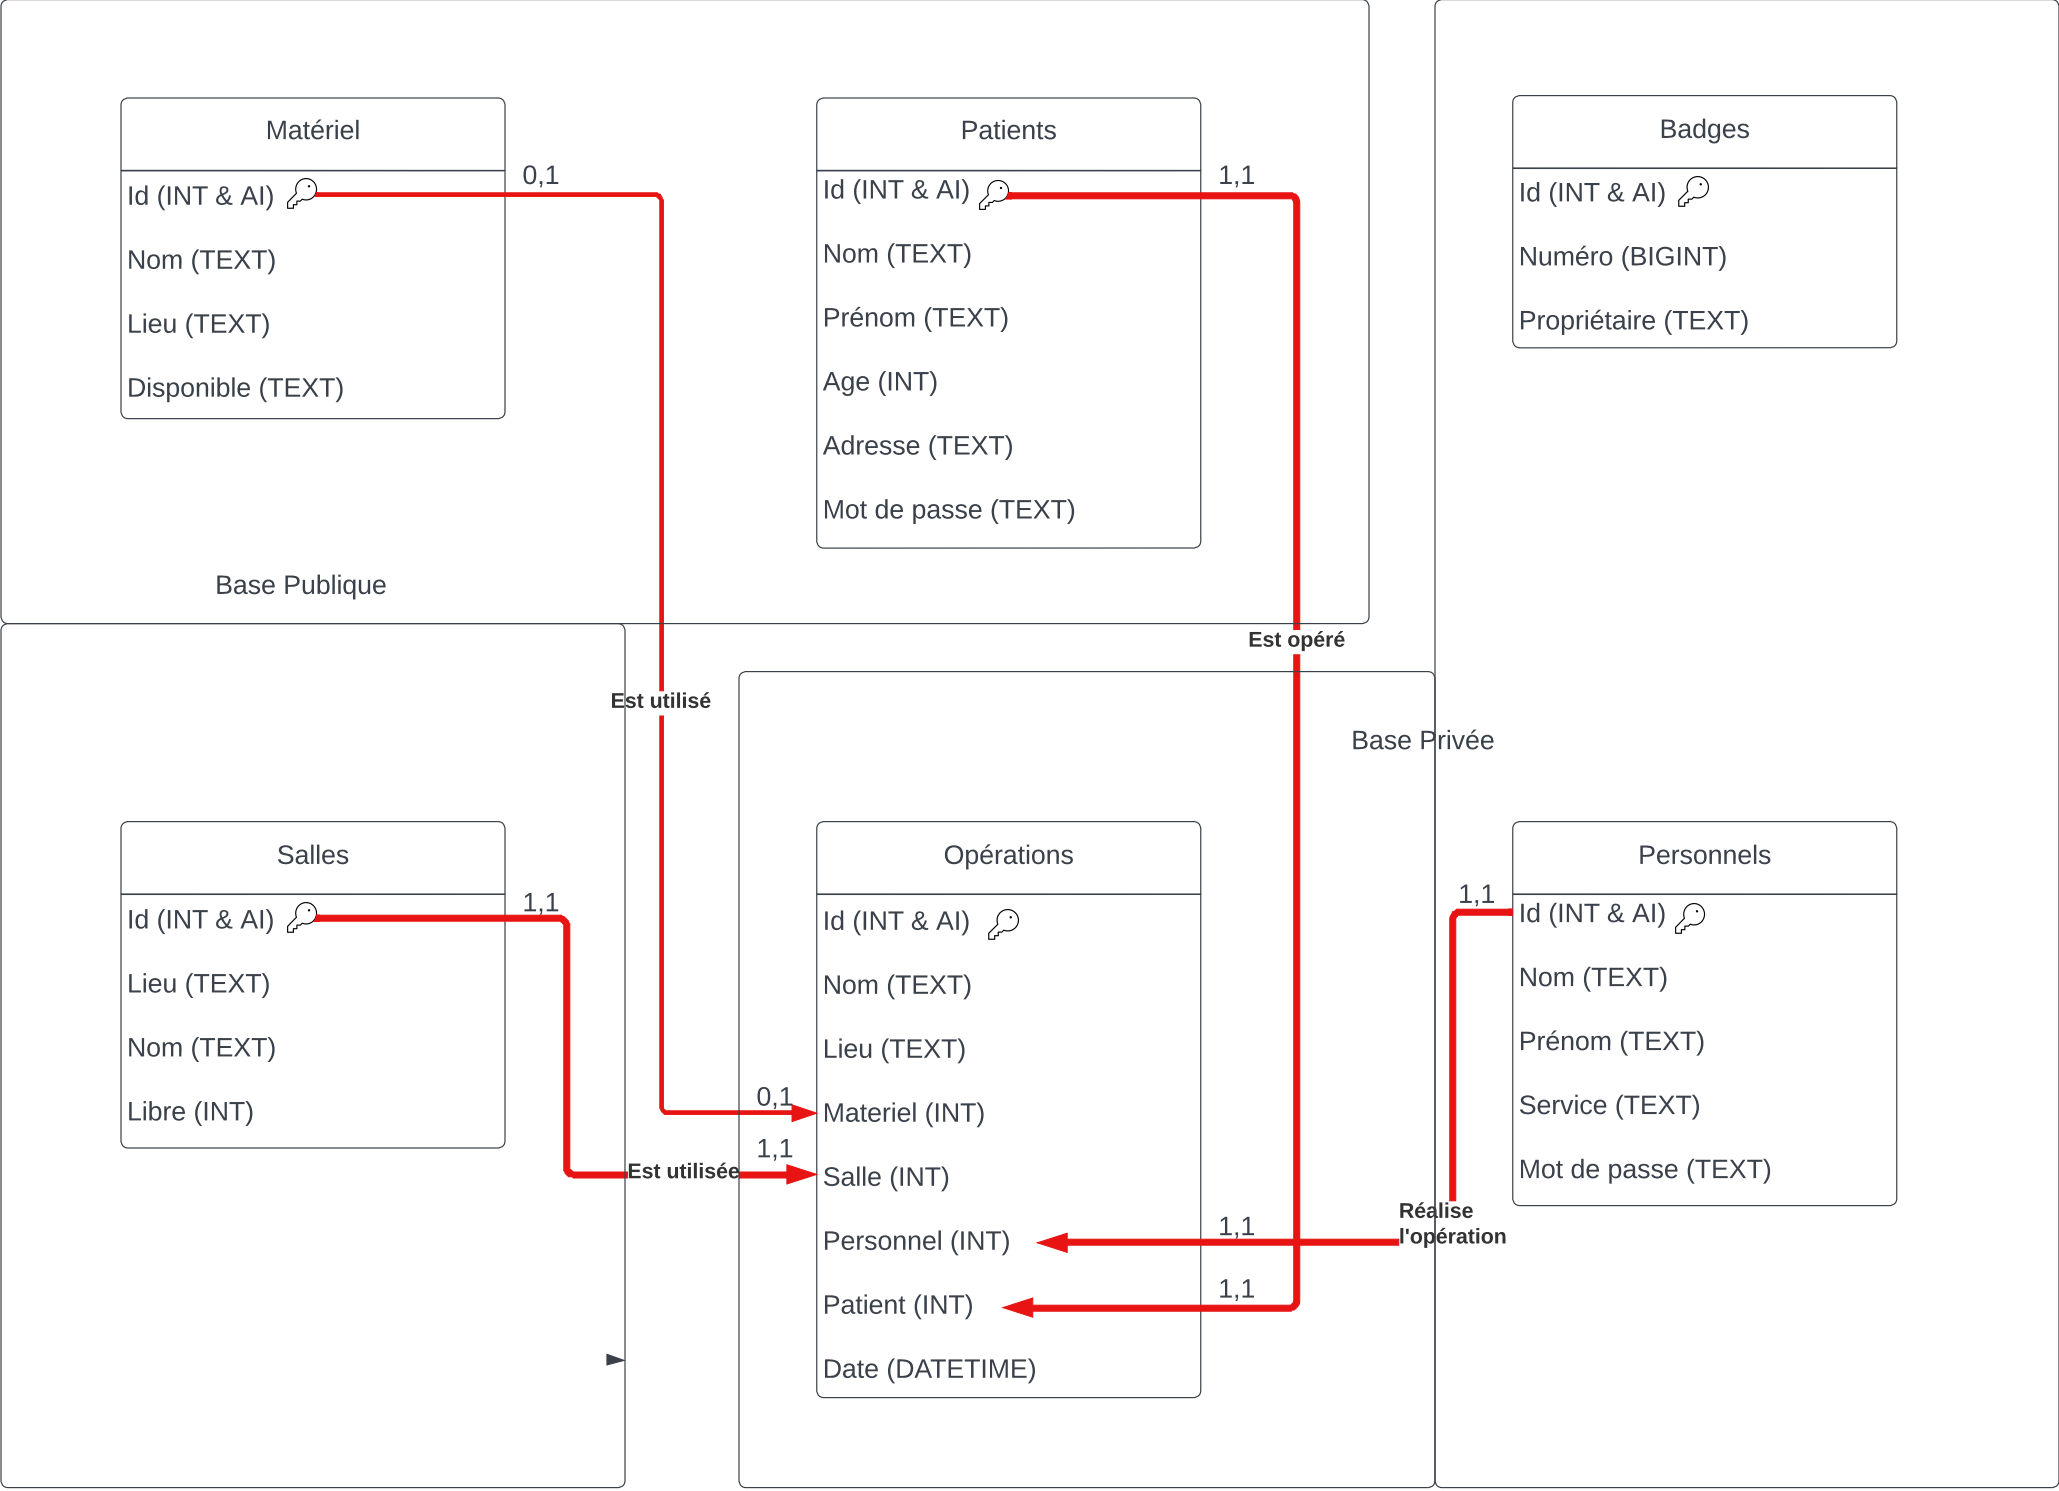 Matériel
Id (INT & AI)
Nom (TEXT)
Lieu (TEXT)
Disponible (TEXT)
0,1
Patients
Id (INT & AI)
Nom (TEXT)
Prénom (TEXT)
Age (INT)
Adresse (TEXT)
Mot de passe (TEXT)
1,1
Badges
Id (INT & AI)
Numéro (BIGINT)
Propriétaire (TEXT)
Base Publique
Est opéré
Est utilisé
Base Privée
Salles
Id (INT & AI)
Lieu (TEXT)
Nom (TEXT)
Libre (INT)
1,1
Est utilisée
0,1
1,1
Opérations
Id (INT & AI)
Nom (TEXT)
Lieu (TEXT)
Materiel (INT)
Salle (INT)
Personnel (INT)
Patient (INT)
Date (DATETIME)
1,1
1,1
Réalise
l'opération
1,1
Personnels
Id (INT & AI)
Nom (TEXT)
Prénom (TEXT)
Service (TEXT)
Mot de passe (TEXT)